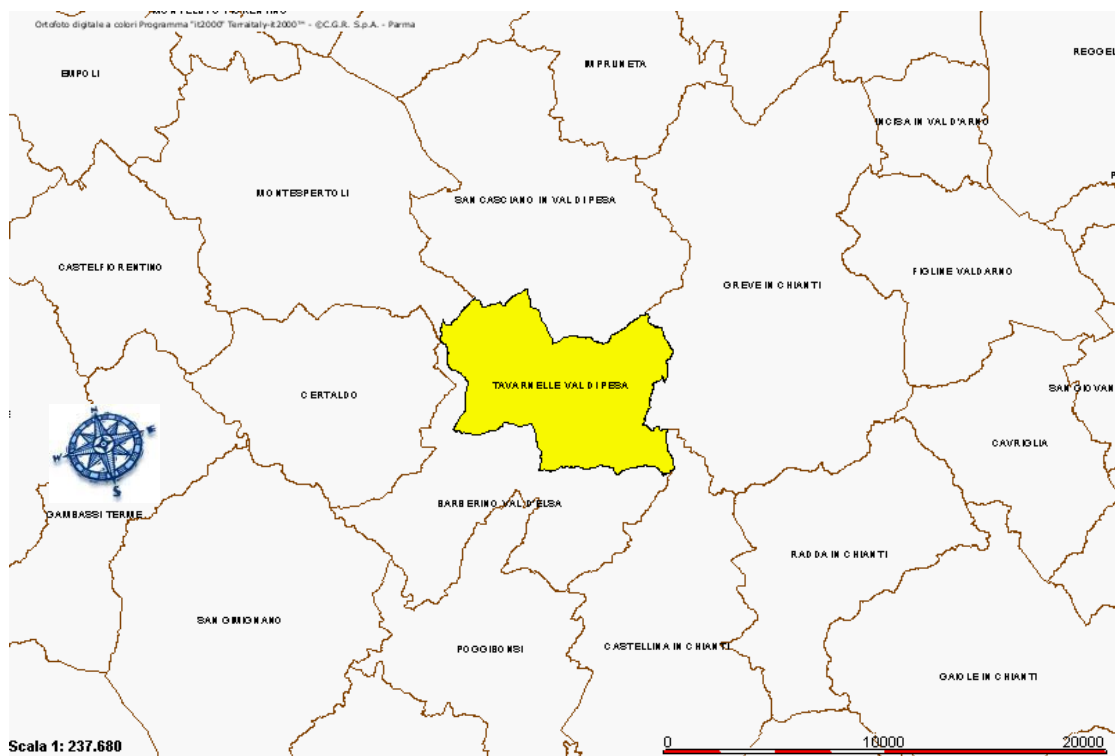 Ortofoto digitale a colori Programma "it2000" Terraitaly-it2000™ - ©C.G.R. S.p.A. - Parma
EMPOLI
IMPRUNETA
REGGEL
INCISA IN VAL D'ARNO
MONTESPERTOLI
SAN CASCIANO IN VAL DI PESA
CASTELFIORENTINO
FIGLINE VALDARNO
GREVE IN CHIANTI
TAVARNELLE VAL DI PESA
SAN GIOVAN
CERTALDO
N
E
W
S
CAVRIGLIA
BARBERINO VAL D'ELSA
GAMBASSI TERME
RADDA IN CHIANTI
SAN GIMIGNANO
POGGIBONSI
CASTELLINA IN CHIANTI
GAIOLE IN CHIANTI
Scala 1: 237.680
0 10000 20000